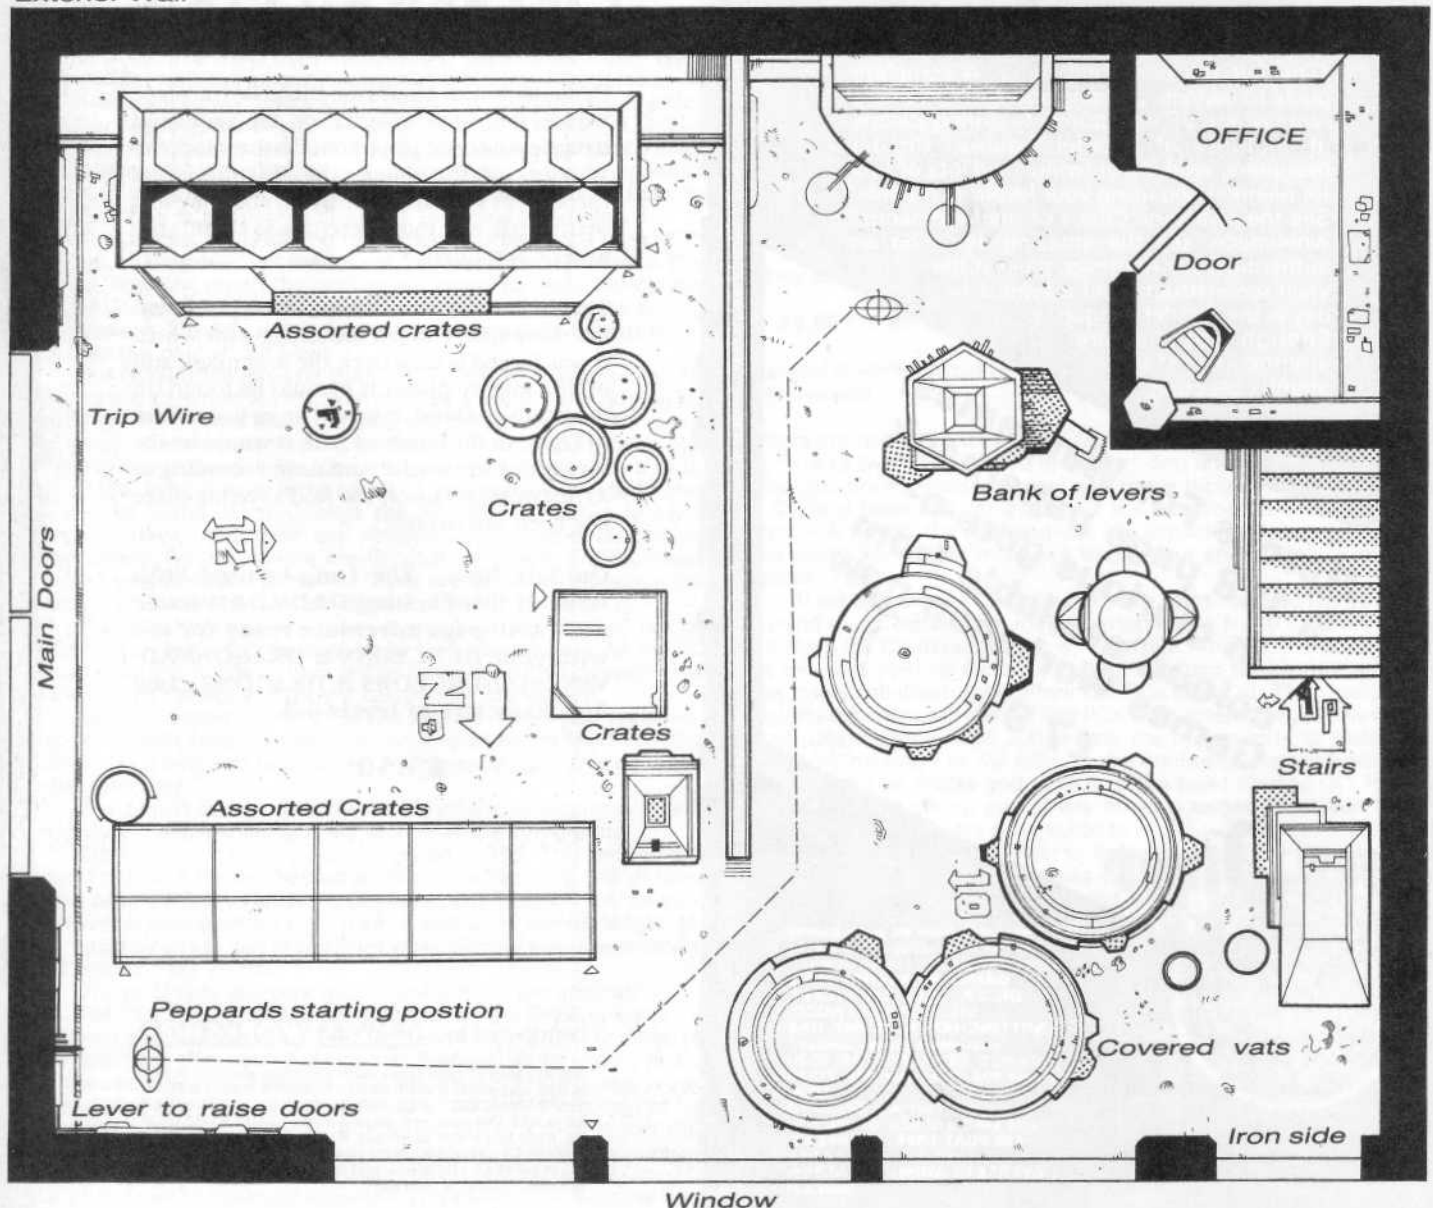 Exterior Wall
OFFICE
Door
Assorted crates
Trip Wire
Bank of levers
Crates
Main Doors
Crates
Stairs
Assorted Crates
Peppards starting postion
Covered vats
Lever to raise doors
Iron side
Window